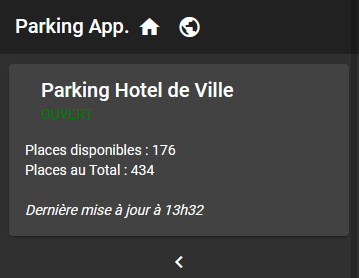 Parking App.
Parking Hotel de Ville
OUVERT
Places disponibles : 176
Places au Total : 434
Dernière mise à jour à 13h32